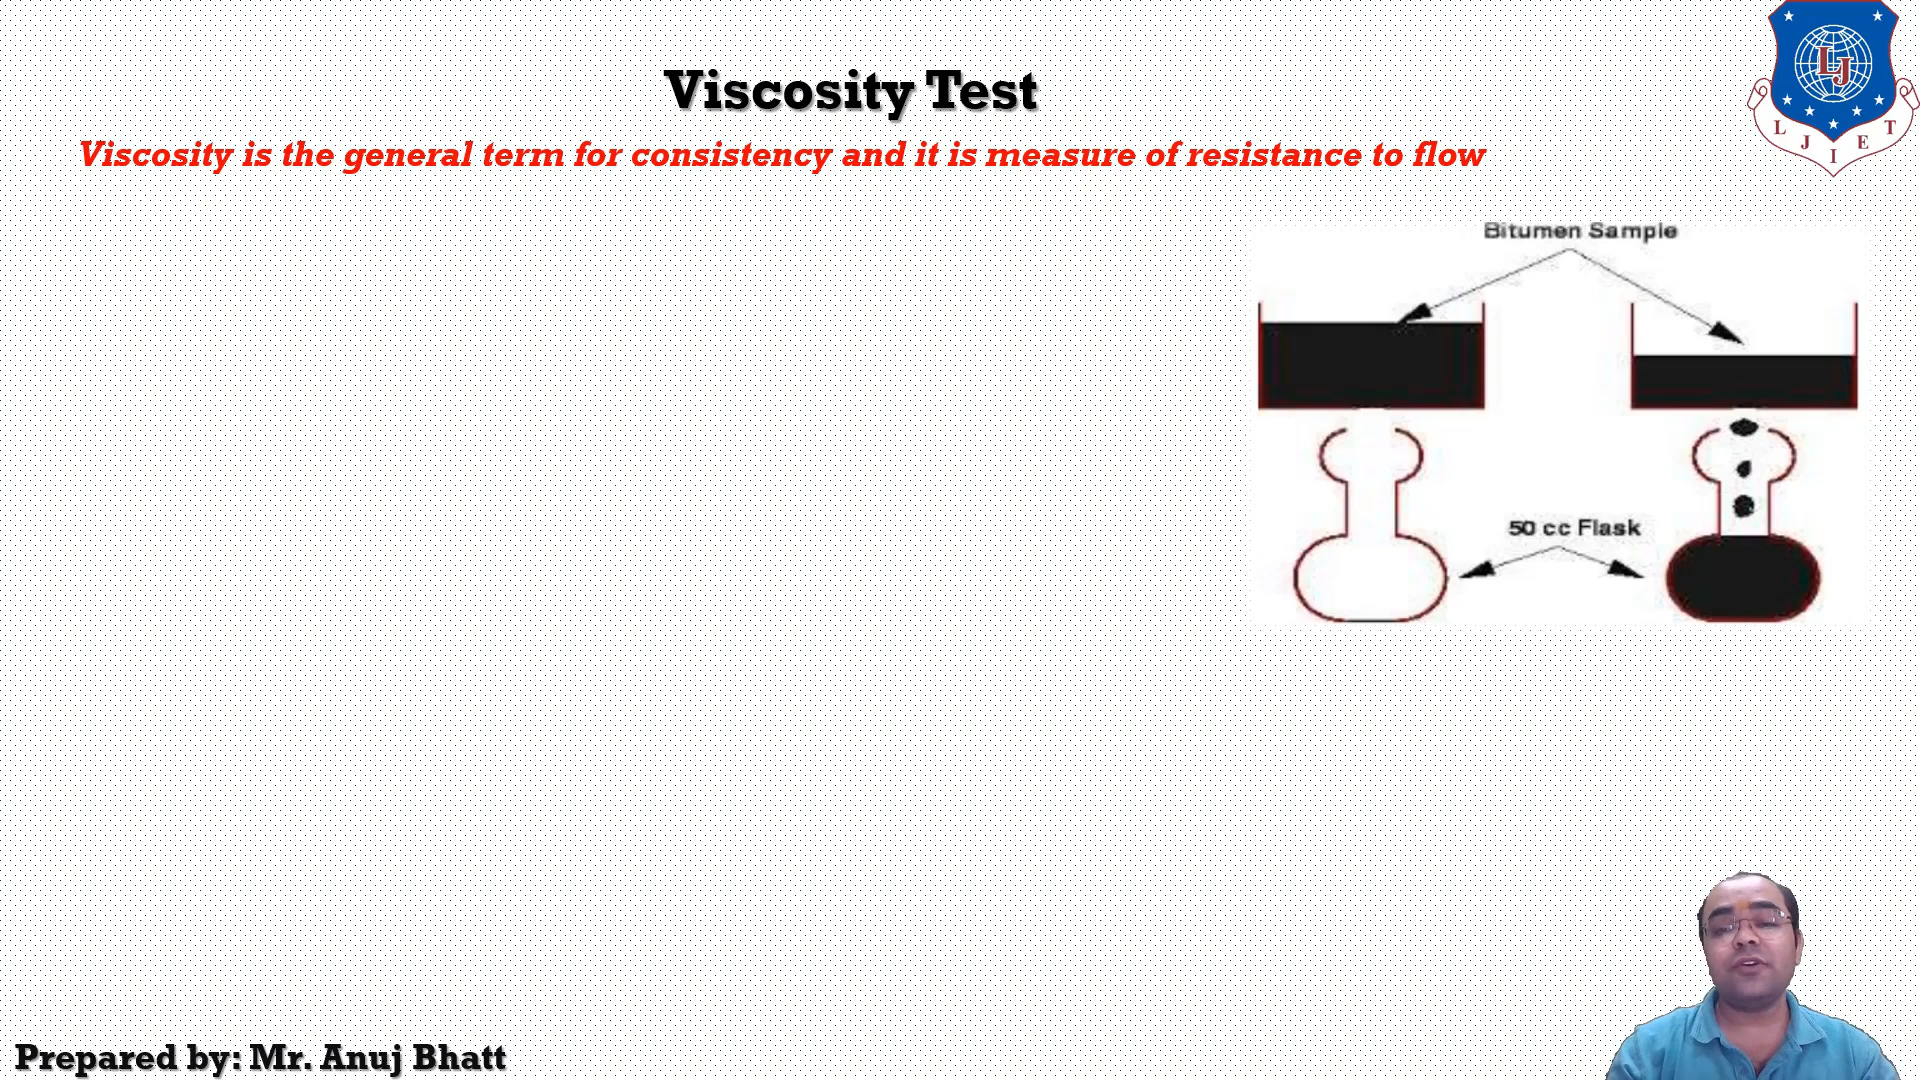 Viscosity Test
Viscosity is the general term for consistency and it is measure of resistance to flow
LJ
L J I E T
Bitumen Sample
50 cc Flask
Prepared by: Mr. Anuj Bhatt